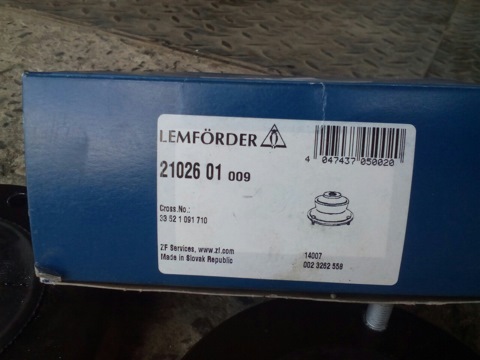 LEMFÖRDER
4 047437 050020
21026 01 009
Cross.No.:
33 52 1 091 710
ZF Services, www.zf.com
Made in Slovak Republic
14007
002 3262 558